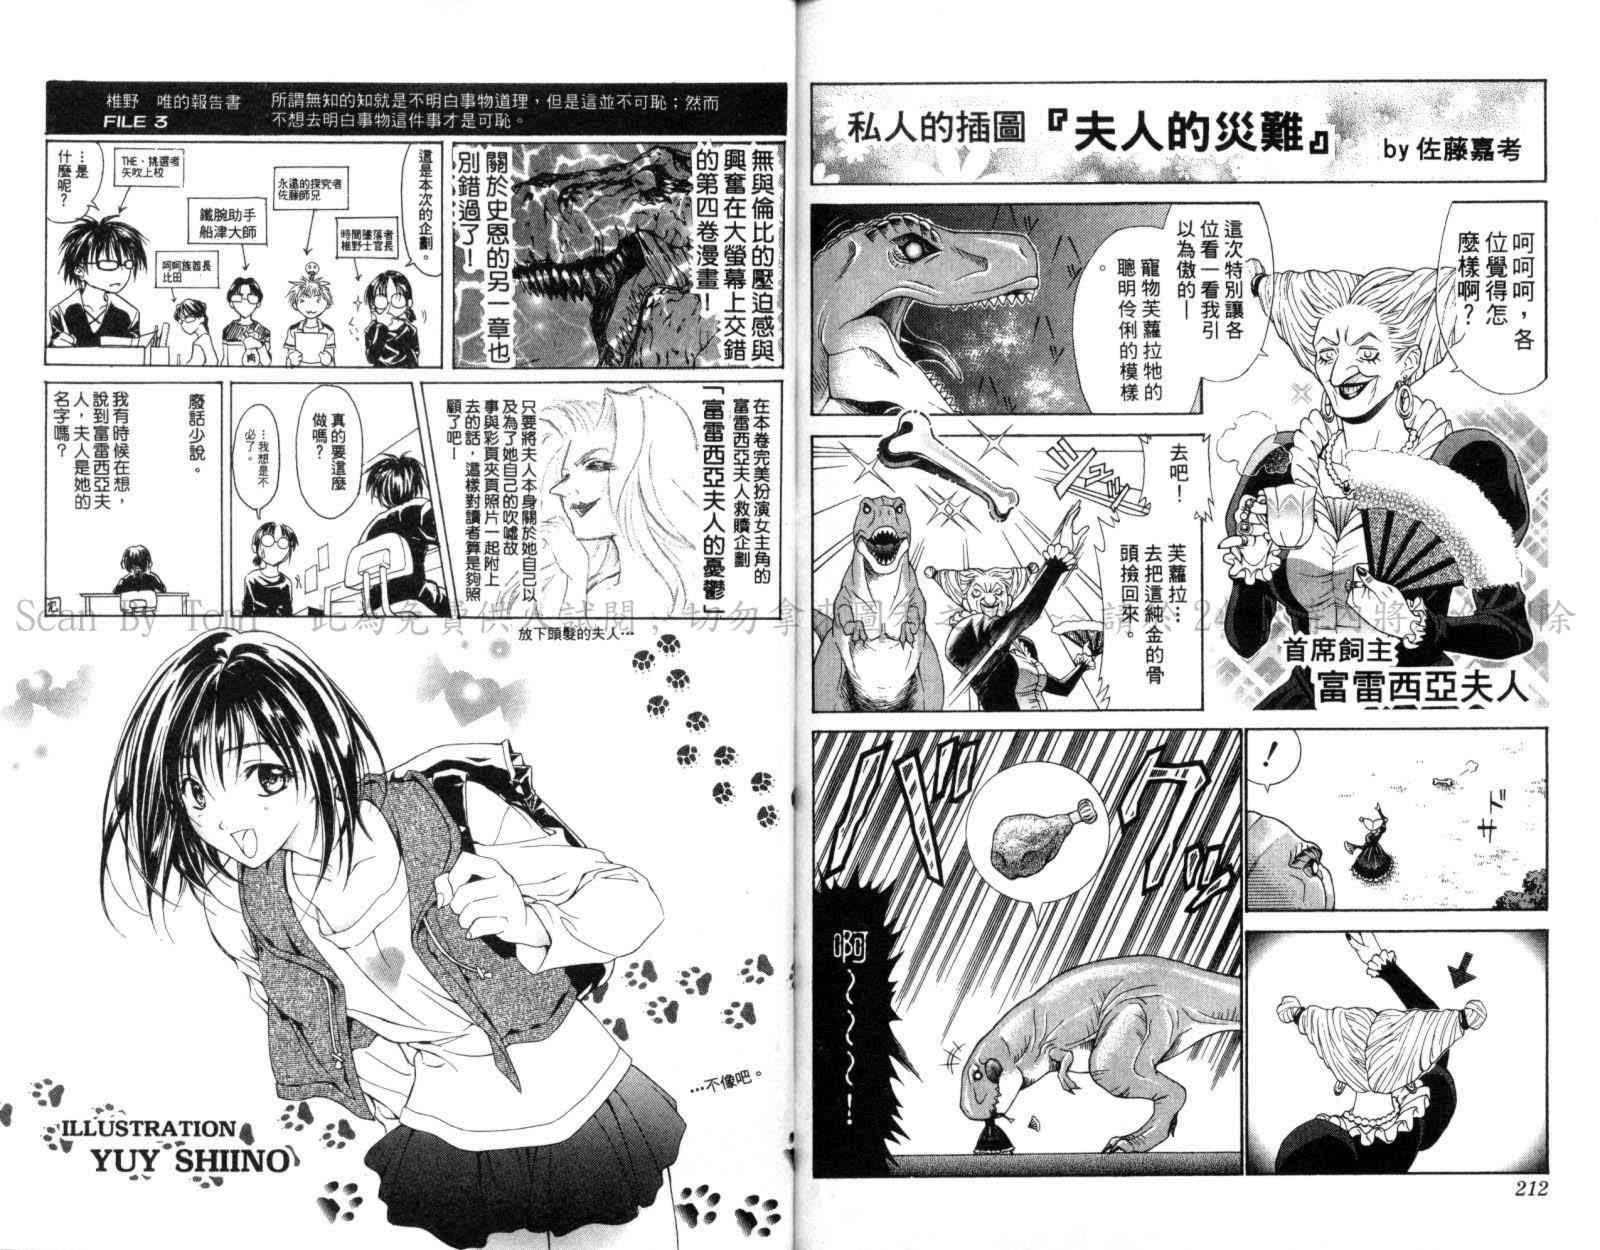 私人的插圖『夫人的災難』
by 佐藤嘉考
呵呵呵，各
位覺得怎
麼樣啊？
這次特別讓各
位看一看我引
以為傲的—
寵物芙蘿拉牠的
聰明伶俐的模樣
。
首席飼主
富雷西亞夫人
去吧！
芙蘿拉…
去把這純金的骨
頭撿回來。
！
ドサ
啊～～～～！
212
椎野　唯的報告書
FILE 3
所謂無知的知就是不明白事物道理，但是這並不可恥；然而
不想去明白事物這件事才是可恥。
無與倫比的壓迫感與
興奮在大螢幕上交錯
的第四卷漫畫！
關於史恩的另一章也
別錯過了！
這是本次的企劃。
時間墮落者
椎野士官長
永遠的探究者
佐藤師兄
鐵腕助手
船津大師
呵呵族酋長
比田
THE、挑選者
矢吹上校
…是
什麼呢？
在本卷完美扮演女主角的
富雷西亞夫人救贖企劃
「富雷西亞夫人的憂鬱」
只要將夫人本身關於她自己以
及為了她自己的吹噓故
事與彩頁夾頁照片一起附上
去的話，這樣對讀者算是夠照
顧了吧—
放下頭髮的夫人…
真的要這麼
做嗎？
…我想是不
必了。
廢話少說。
我有時候在想，
說到富雷西亞夫
人，夫人是她的
名字嗎？
…不像吧。
ILLUSTRATION
YUY SHIINO